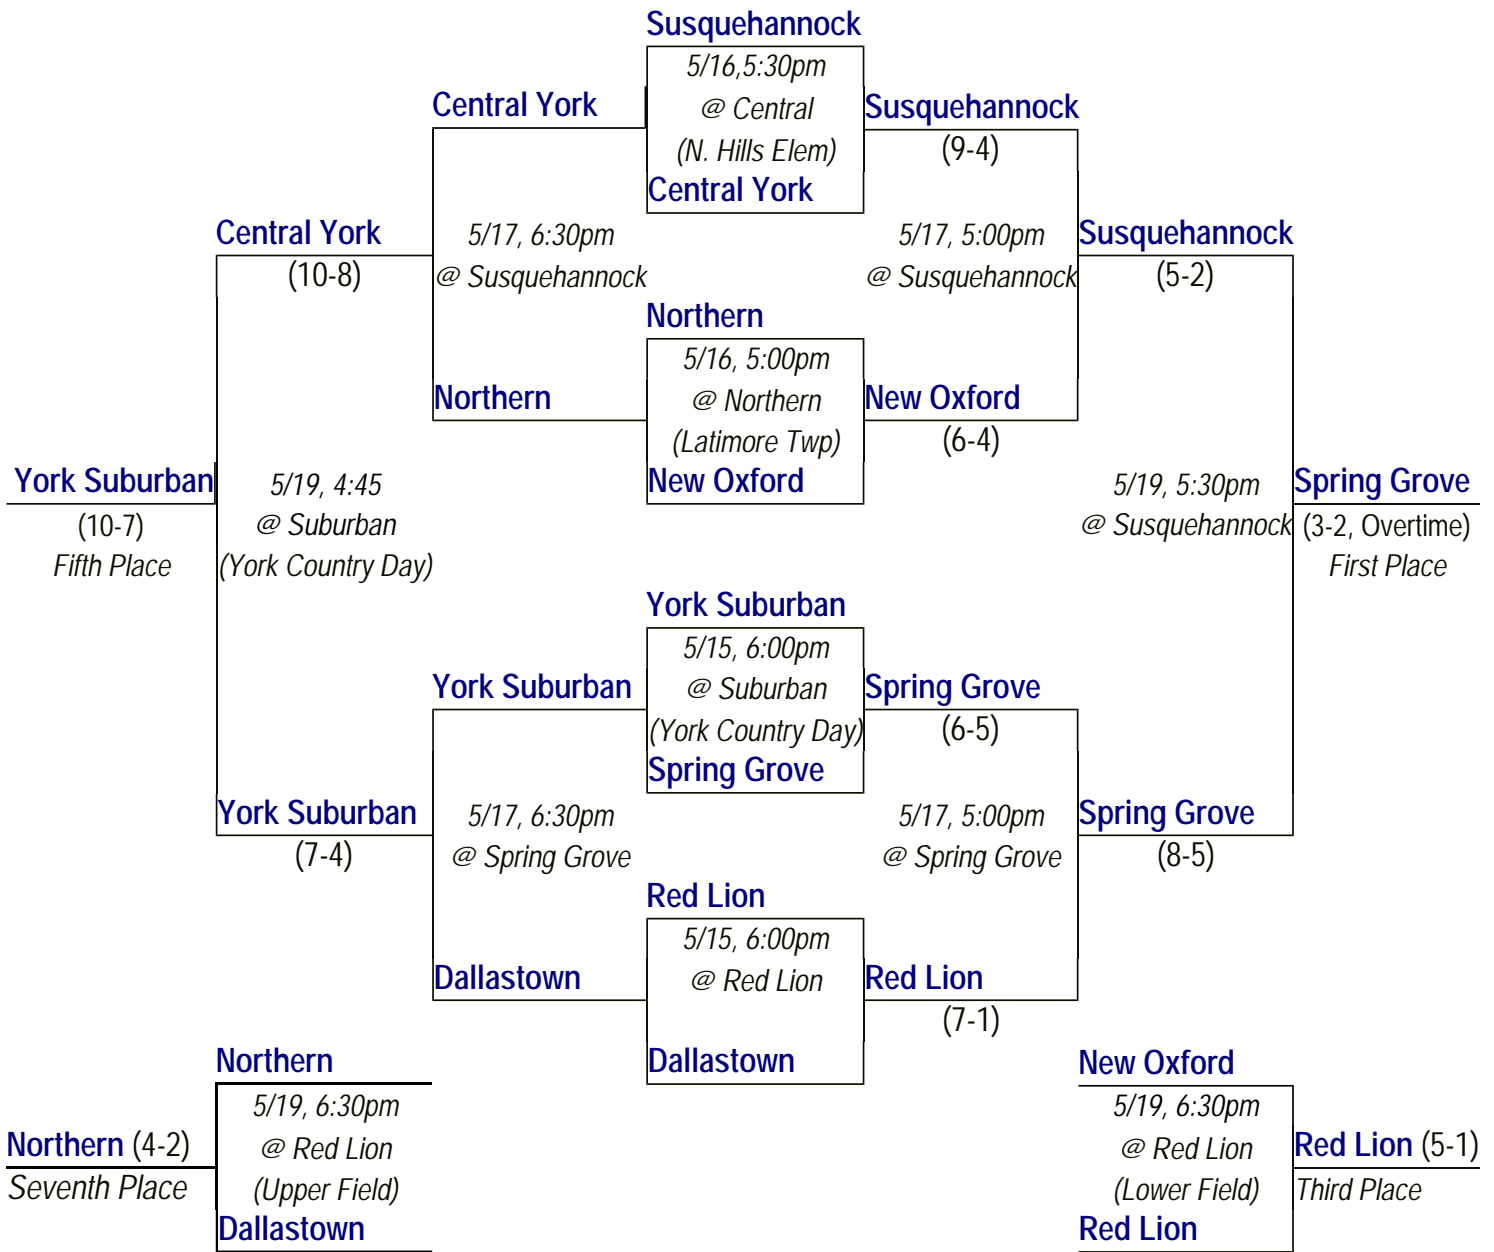 Susquehannock
5/16,5:30pm
Central York
@ Central
Susquehannock
(N. Hills Elem)
(9-4)
Central York
Central York
5/17, 6:30pm
5/17, 5:00pm
Susquehannock
(10-8)
@ Susquehannock
@ Susquehannock
(5-2)
Northern
5/16, 5:00pm
Northern
@ Northern
New Oxford
(Latimore Twp)
(6-4)
York Suburban
5/19, 4:45
New Oxford
5/19, 5:30pm
Spring Grove
(10-7)
@ Suburban
@ Susquehannock
(3-2, Overtime)
Fifth Place
(York Country Day)
First Place
York Suburban
5/15, 6:00pm
York Suburban
@ Suburban
Spring Grove
(York Country Day)
(6-5)
Spring Grove
York Suburban
5/17, 6:30pm
5/17, 5:00pm
Spring Grove
(7-4)
@ Spring Grove
@ Spring Grove
(8-5)
Red Lion
5/15, 6:00pm
Dallastown
@ Red Lion
Red Lion
(7-1)
Northern
Dallastown
New Oxford
5/19, 6:30pm
5/19, 6:30pm
Northern (4-2)
@ Red Lion
@ Red Lion
Red Lion (5-1)
Seventh Place
(Upper Field)
(Lower Field)
Third Place
Dallastown
Red Lion